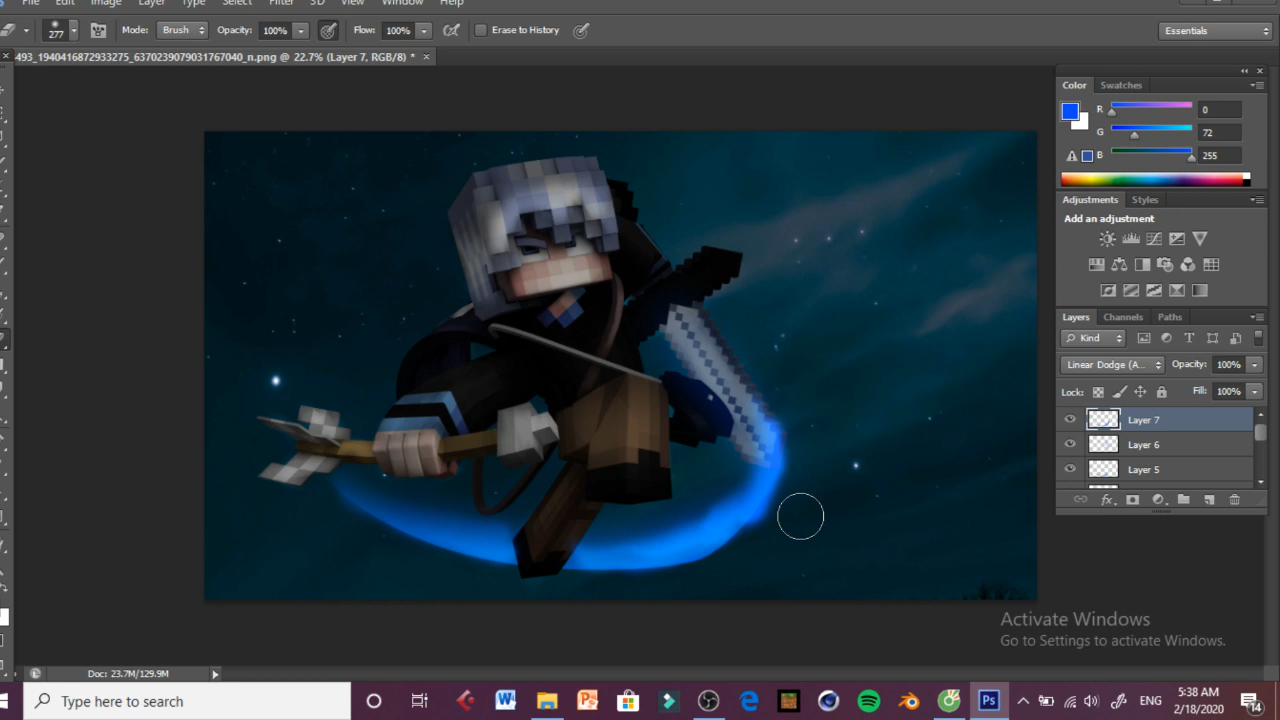 File Edit Image Layer Type Select Filter 3D View Window Help
277 Mode: Brush Opacity: 100% Flow: 100% Erase to History Essentials
493_1940416872933275_6370239079031767040_n.png @ 22.7% (Layer 7, RGB/8) *
Color Swatches
R 0
G 72
B 255
Adjustments Styles
Add an adjustment
Layers Channels Paths
Kind
Linear Dodge (A... Opacity: 100%
Lock: Fill: 100%
Layer 7
Layer 6
Layer 5
Activate Windows
Go to Settings to activate Windows.
Doc: 23.7M/129.9M
Type here to search
ENG
5:38 AM
2/18/2020
14
Ps